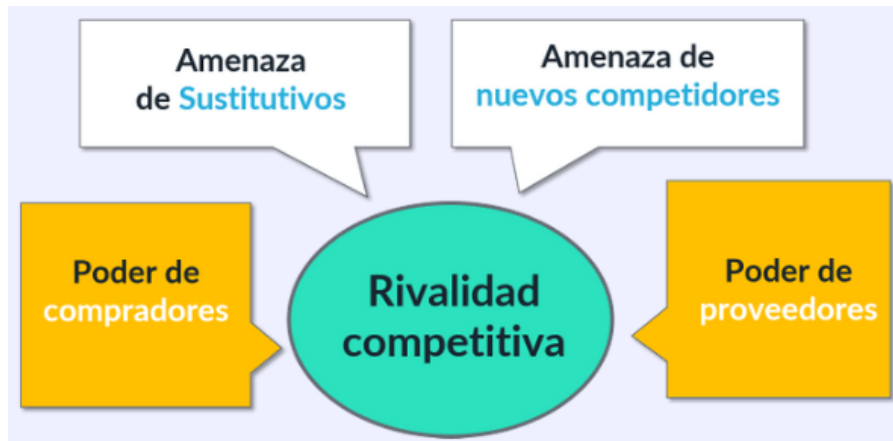 Amenaza
de Sustitutivos
Amenaza de
nuevos competidores
Poder de
compradores
Rivalidad
competitiva
Poder de
proveedores